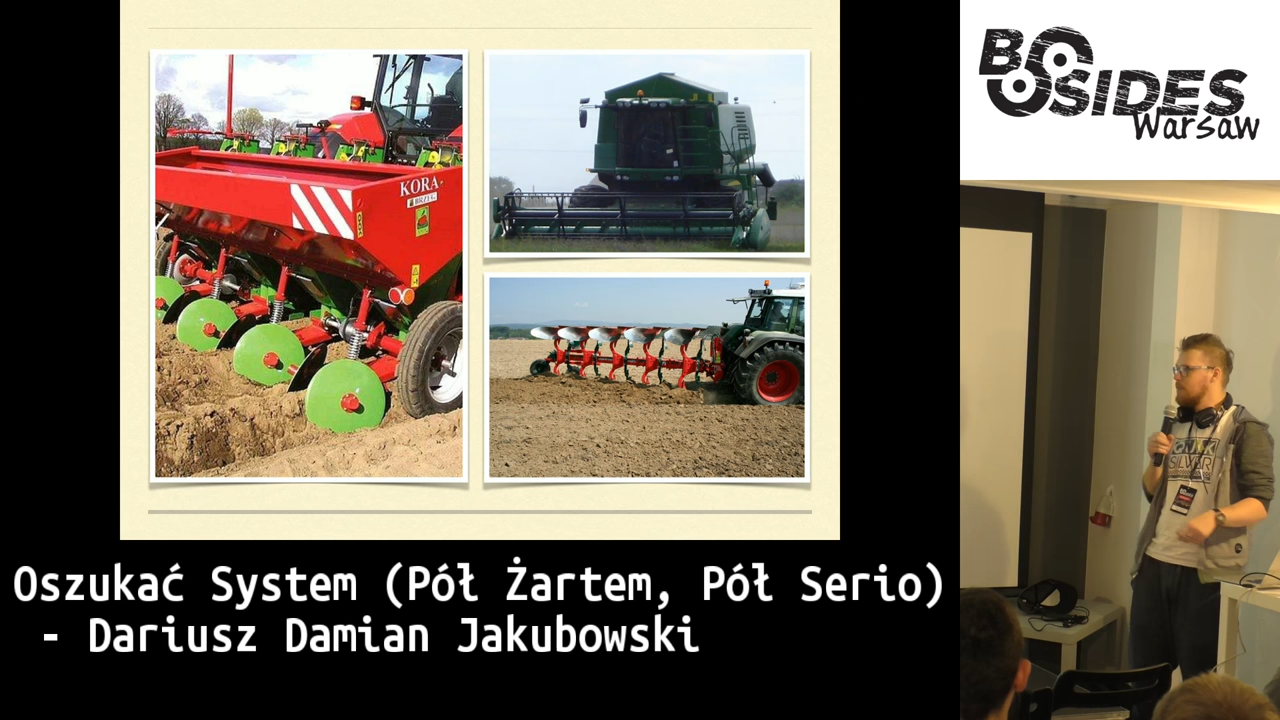 KORA
BSIDES
Warsaw
Oszukać System (Pół Żartem, Pół Serio)
- Dariusz Damian Jakubowski